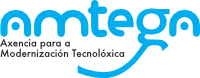 amtega
Axencia para a
Modernización Tecnolóxica